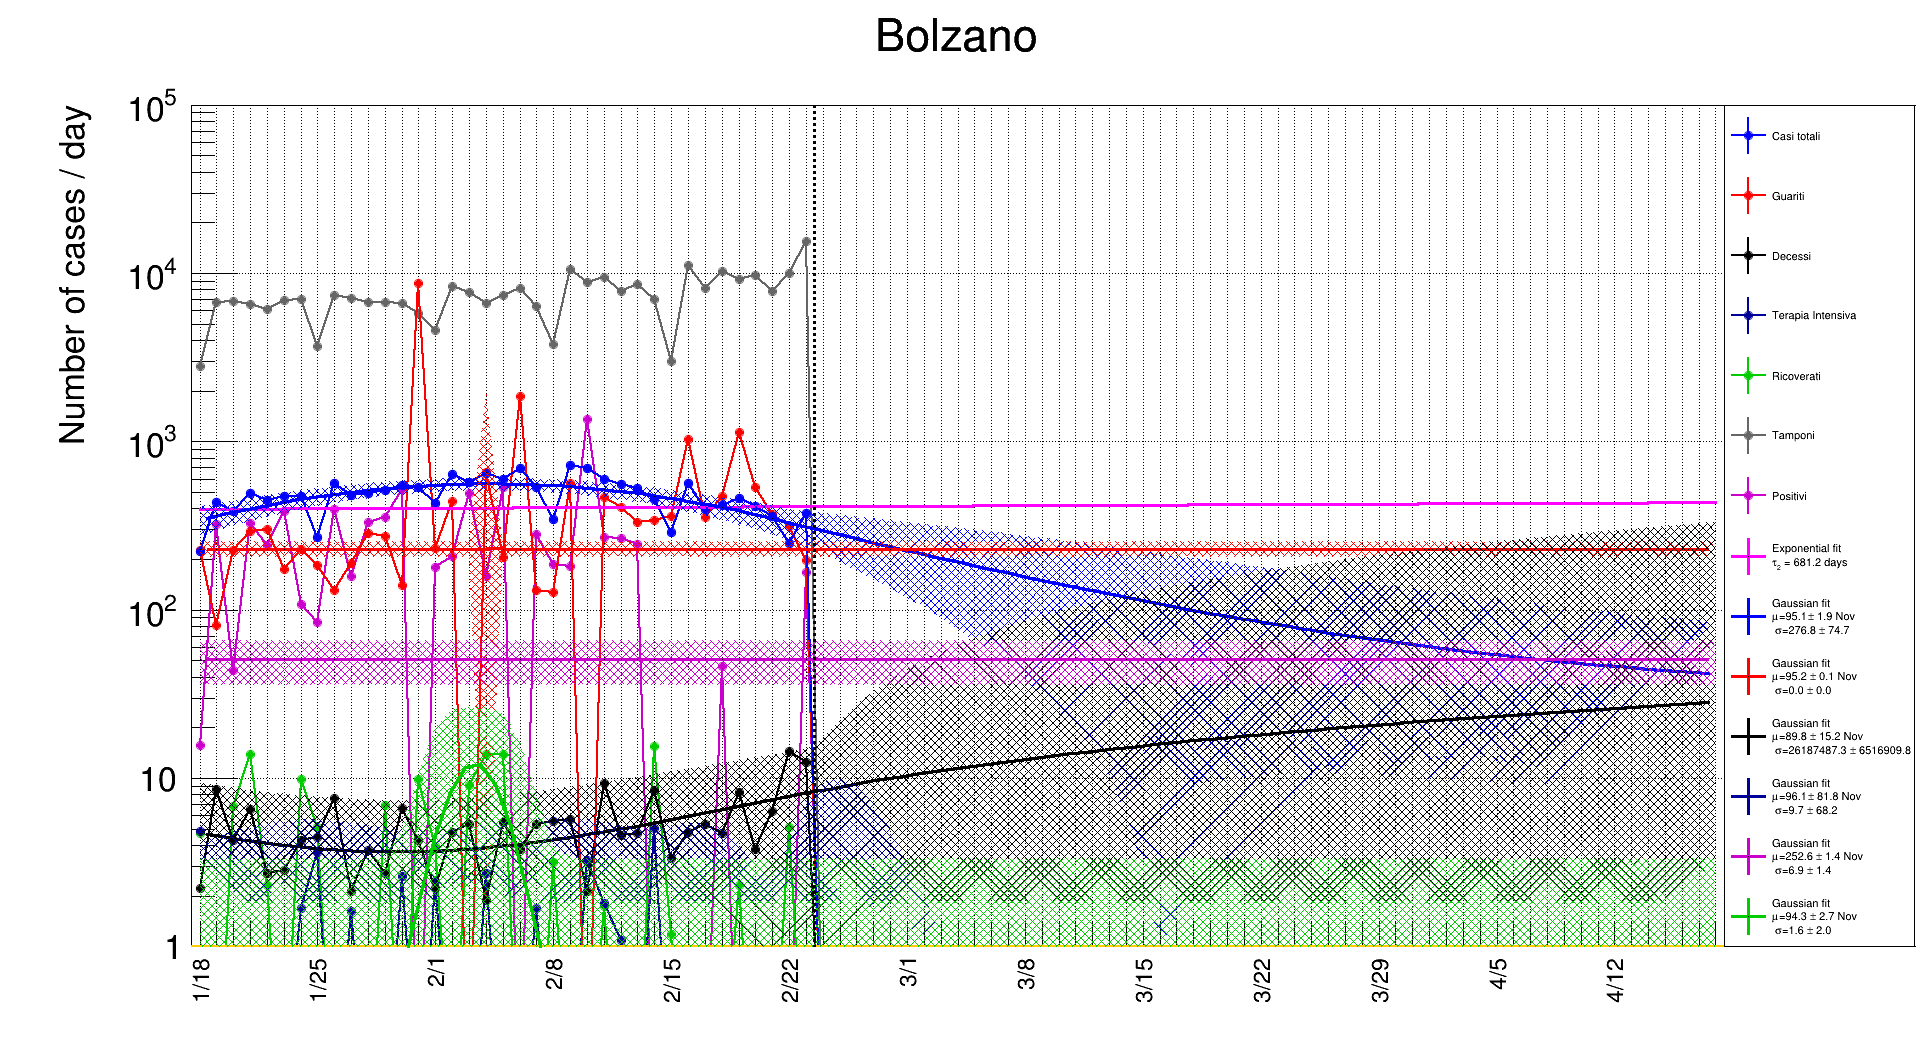 Bolzano
Number of cases / day
10^5
10^4
10^3
10^2
10
1
1/18
1/25
2/1
2/8
2/15
2/22
3/1
3/8
3/15
3/22
3/29
4/5
4/12
Casi totali
Guariti
Decessi
Terapia Intensiva
Ricoverati
Tamponi
Positivi
Exponential fit
τ₂ = 681.2 days
Gaussian fit
μ=95.1 ± 1.9 Nov
σ=276.8 ± 74.7
Gaussian fit
μ=95.2 ± 0.1 Nov
σ=0.0 ± 0.0
Gaussian fit
μ=89.8 ± 15.2 Nov
σ=26187487.3 ± 6516909.8
Gaussian fit
μ=96.1 ± 81.8 Nov
σ=9.7 ± 68.2
Gaussian fit
μ=252.6 ± 1.4 Nov
σ=6.9 ± 1.4
Gaussian fit
μ=94.3 ± 2.7 Nov
σ=1.6 ± 2.0